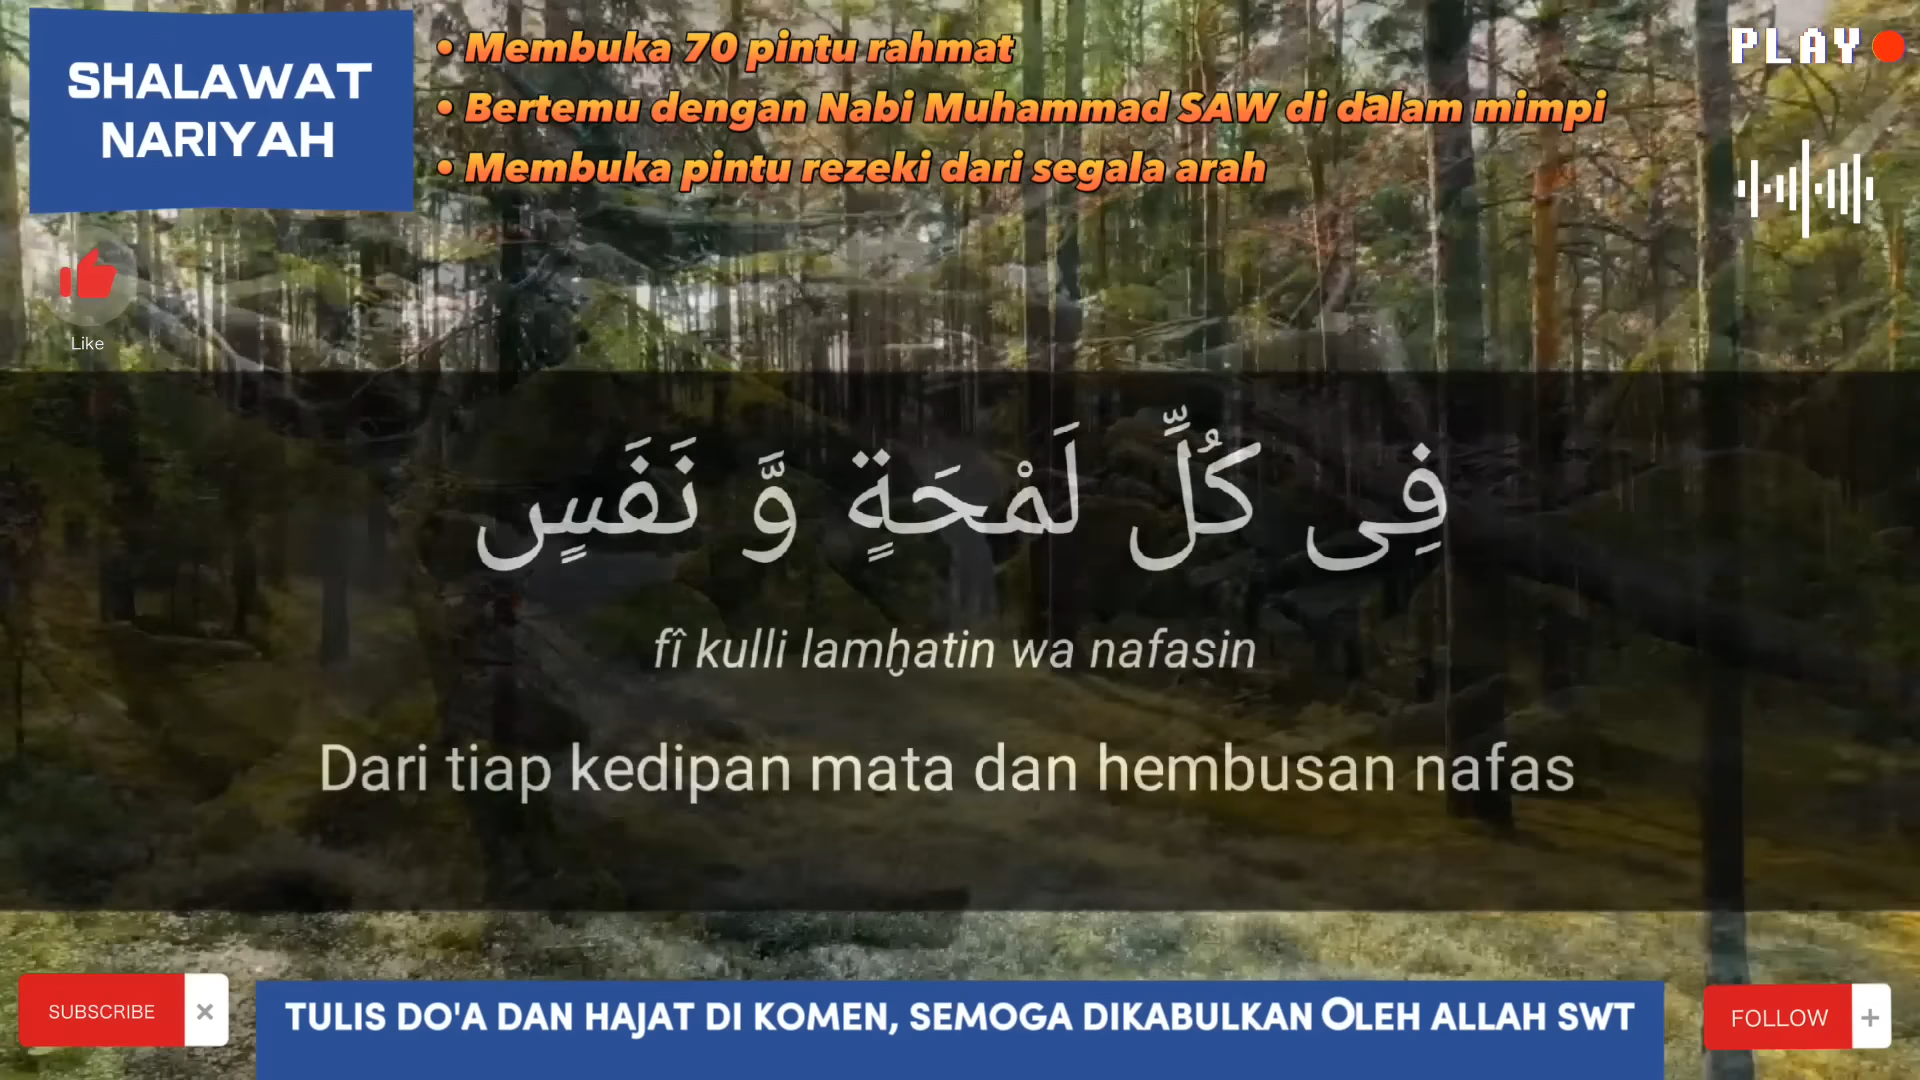 SHALAWAT
NARIYAH
• Membuka 70 pintu rahmat
• Bertemu dengan Nabi Muhammad SAW di dalam mimpi
• Membuka pintu rezeki dari segala arah
PLAY
Like
فِى كُلِّ لَمْحَةٍ وَّ نَفَسٍ
fî kulli lamḫatin wa nafasin
Dari tiap kedipan mata dan hembusan nafas
SUBSCRIBE
TULIS DO'A DAN HAJAT DI KOMEN, SEMOGA DIKABULKAN OLEH ALLAH SWT
FOLLOW